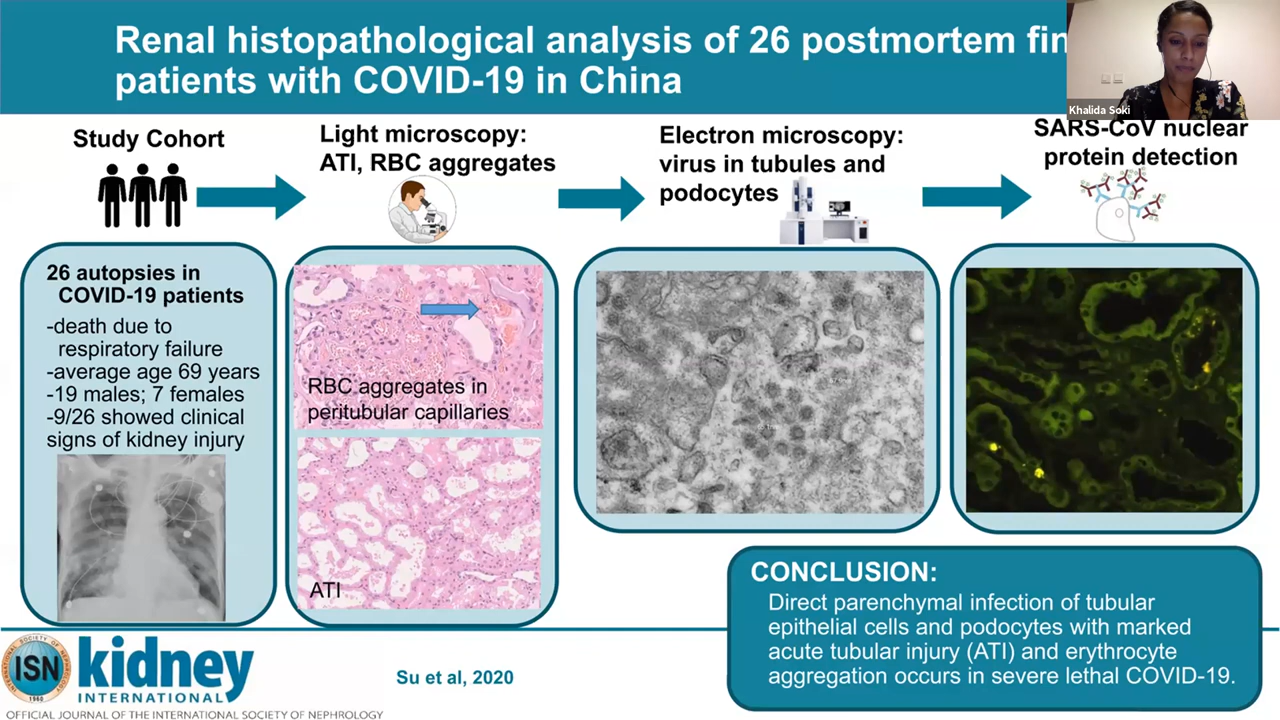 Renal histopathological analysis of 26 postmortem fin
patients with COVID-19 in China
Khalida Soki
Study Cohort
Light microscopy:
ATI, RBC aggregates
Electron microscopy:
virus in tubules and
podocytes
SARS-CoV nuclear
protein detection
26 autopsies in
COVID-19 patients
-death due to
respiratory failure
-average age 69 years
-19 males; 7 females
-9/26 showed clinical
signs of kidney injury
RBC aggregates in
peritubular capillaries
ATI
CONCLUSION:
Direct parenchymal infection of tubular
epithelial cells and podocytes with marked
acute tubular injury (ATI) and erythrocyte
aggregation occurs in severe lethal COVID-19.
INTERNATIONAL SOCIETY OF NEPHROLOGY
ISN
1960
kidney
INTERNATIONAL
OFFICIAL JOURNAL OF THE INTERNATIONAL SOCIETY OF NEPHROLOGY
Su et al, 2020